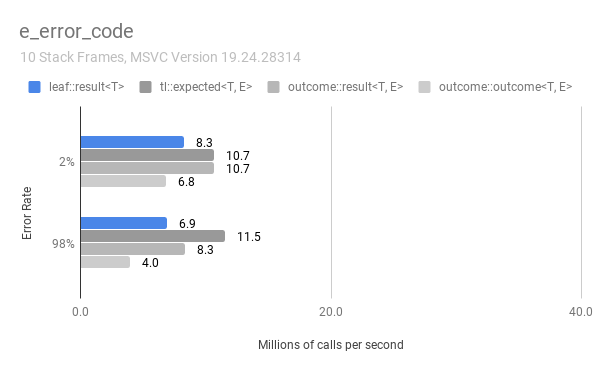 e_error_code
10 Stack Frames, MSVC Version 19.24.28314
leaf::result<T> tl::expected<T, E> outcome::result<T, E> outcome::outcome<T, E>
Error Rate
2%
8.3
10.7
10.7
6.8
98%
6.9
11.5
8.3
4.0
0.0 20.0 40.0
Millions of calls per second